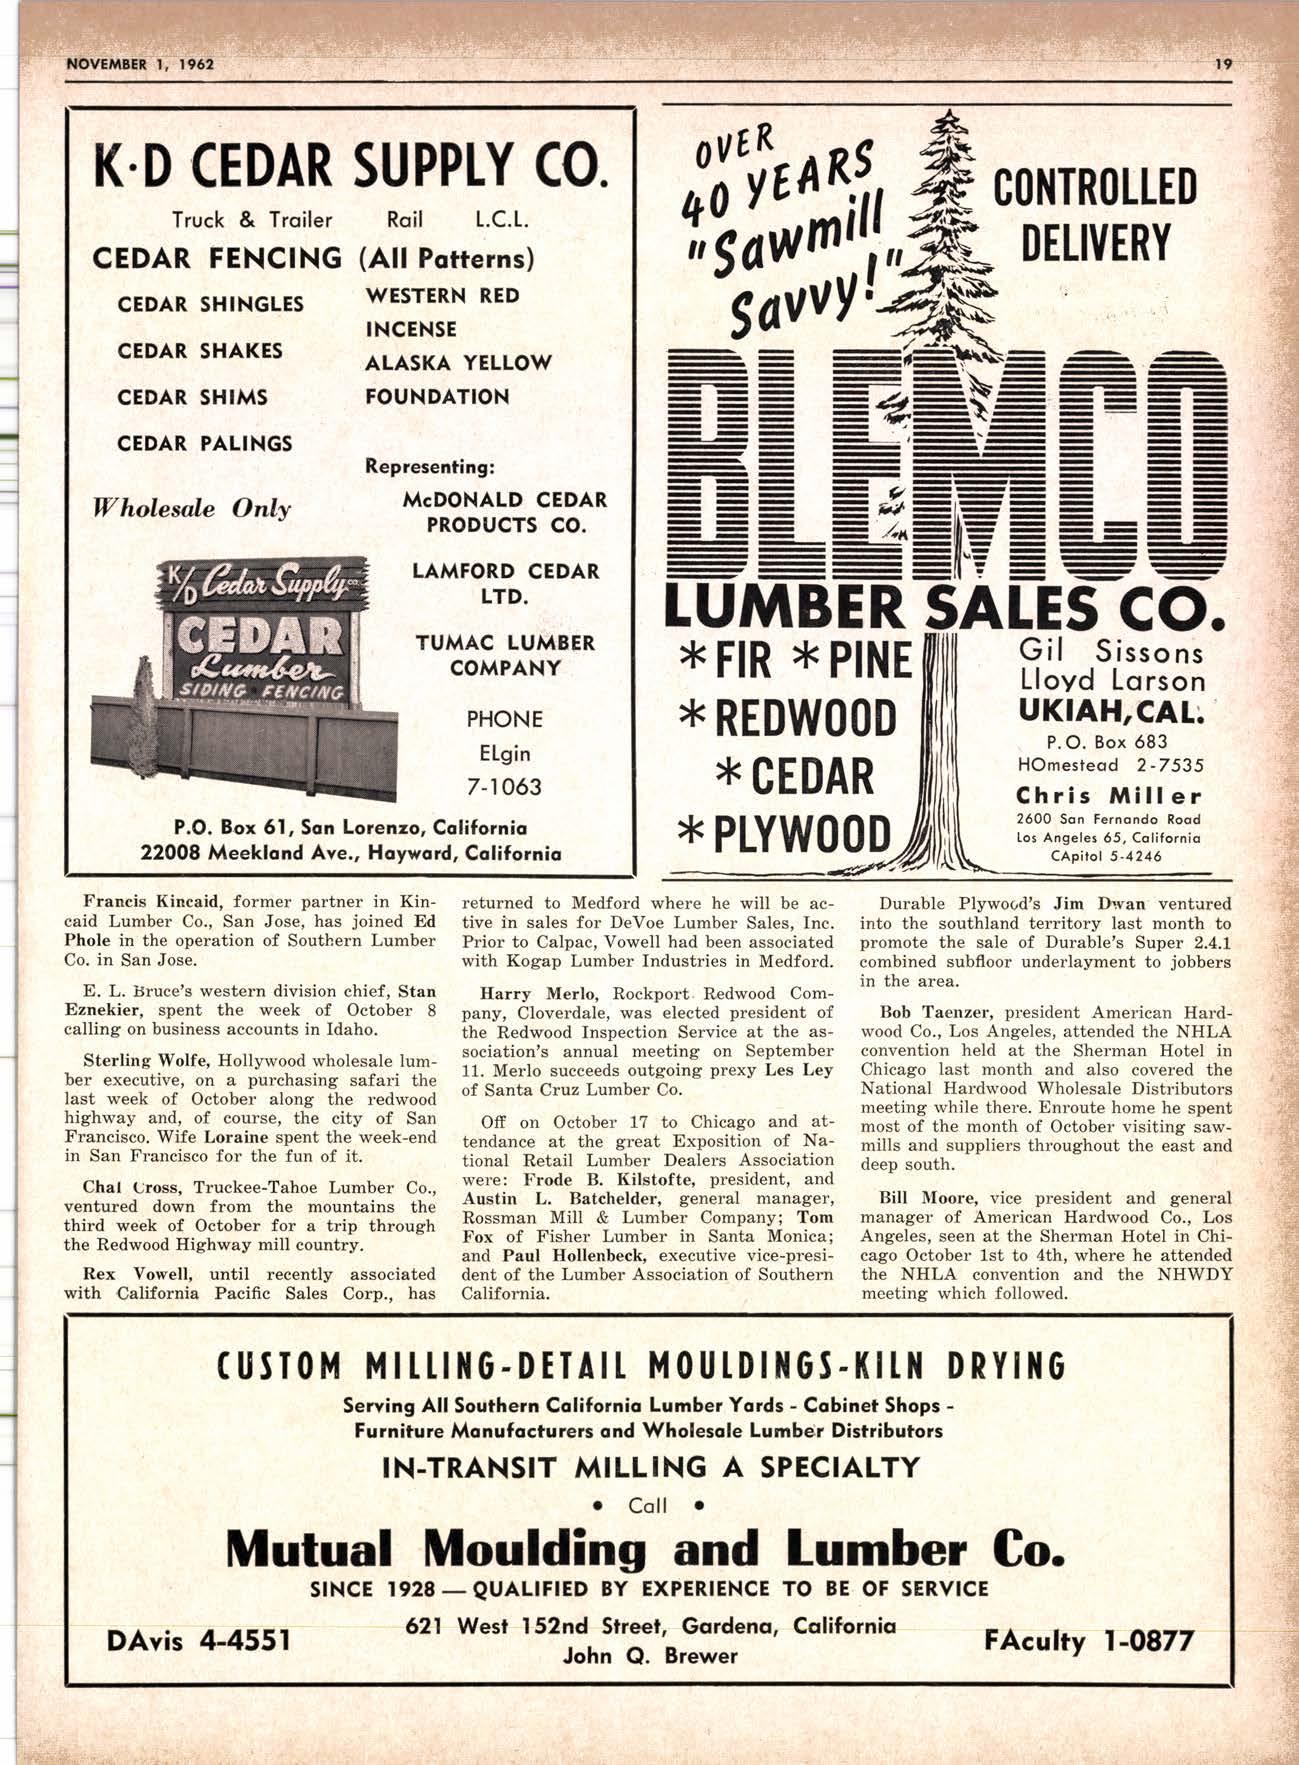 NOVEMBER 1, 1962
19
K·D CEDAR SUPPLY CO.
Truck & Trailer Rail L.C.L.
CEDAR FENCING (All Patterns)
CEDAR SHINGLES
CEDAR SHAKES
CEDAR SHIMS
CEDAR PALINGS
WESTERN RED
INCENSE
ALASKA YELLOW
FOUNDATION
Wholesale Only
Representing:
McDONALD CEDAR
PRODUCTS CO.
LAMFORD CEDAR
LTD.
TUMAC LUMBER
COMPANY
PHONE
ELgin
7-1063
K/D Cedar Supply CO.
CEDAR
Lumber
SIDING FENCING
P.O. Box 61, San Lorenzo, California
22008 Meekland Ave., Hayward, California
OVER
40 YEARS
"Sawmill
Savvy!"
CONTROLLED
DELIVERY
BLEMCO
LUMBER SALES CO.
*FIR *PINE
*REDWOOD
*CEDAR
*PLYWOOD
Gil Sissons
Lloyd Larson
UKIAH, CAL.
P.O. Box 683
HOmestead 2-7535
Chris Miller
2600 San Fernando Road
Los Angeles 65, California
CApitol 5-4246
Francis Kincaid, former partner in Kin-
caid Lumber Co., San Jose, has joined Ed
Phole in the operation of Southern Lumber
Co. in San Jose.
E. L. Bruce's western division chief, Stan
Eznekier, spent the week of October 8
calling on business accounts in Idaho.
Sterling Wolfe, Hollywood wholesale lum-
ber executive, on a purchasing safari the
last week of October along the redwood
highway and, of course, the city of San
Francisco. Wife Loraine spent the week-end
in San Francisco for the fun of it.
Chal Cross, Truckee-Tahoe Lumber Co.,
ventured down from the mountains the
third week of October for a trip through
the Redwood Highway mill country.
Rex Vowell, until recently associated
with California Pacific Sales Corp., has
returned to Medford where he will be ac-
tive in sales for DeVoe Lumber Sales, Inc.
Prior to Calpac, Vowell had been associated
with Kogap Lumber Industries in Medford.
Harry Merlo, Rockport Redwood Com-
pany, Cloverdale, was elected president of
the Redwood Inspection Service at the as-
sociation's annual meeting on September
11. Merlo succeeds outgoing prexy Les Ley
of Santa Cruz Lumber Co.
Off on October 17 to Chicago and at-
tendance at the great Exposition of Na-
tional Retail Lumber Dealers Association
were: Frode B. Kilstofte, president, and
Austin L. Batchelder, general manager,
Rossman Mill & Lumber Company; Tom
Fox of Fisher Lumber in Santa Monica;
and Paul Hollenbeck, executive vice-presi-
dent of the Lumber Association of Southern
California.
Durable Plywood's Jim Dwan ventured
into the southland territory last month to
promote the sale of Durable's Super 2.4.1
combined subfloor underlayment to jobbers
in the area.
Bob Taenzer, president American Hard-
wood Co., Los Angeles, attended the NHLA
convention held at the Sherman Hotel in
Chicago last month and also covered the
National Hardwood Wholesale Distributors
meeting while there. Enroute home he spent
most of the month of October visiting saw-
mills and suppliers throughout the east and
deep south.
Bill Moore, vice president and general
manager of American Hardwood Co., Los
Angeles, seen at the Sherman Hotel in Chi-
cago October 1st to 4th, where he attended
the NHLA convention and the NHWDY
meeting which followed.
CUSTOM MILLING-DETAIL MOULDINGS-KILN DRYING
Serving All Southern California Lumber Yards - Cabinet Shops -
Furniture Manufacturers and Wholesale Lumber Distributors
IN-TRANSIT MILLING A SPECIALTY
• Call •
Mutual Moulding and Lumber Co.
SINCE 1928 — QUALIFIED BY EXPERIENCE TO BE OF SERVICE
621 West 152nd Street, Gardena, California
DAvis 4-4551
John Q. Brewer
FAculty 1-0877